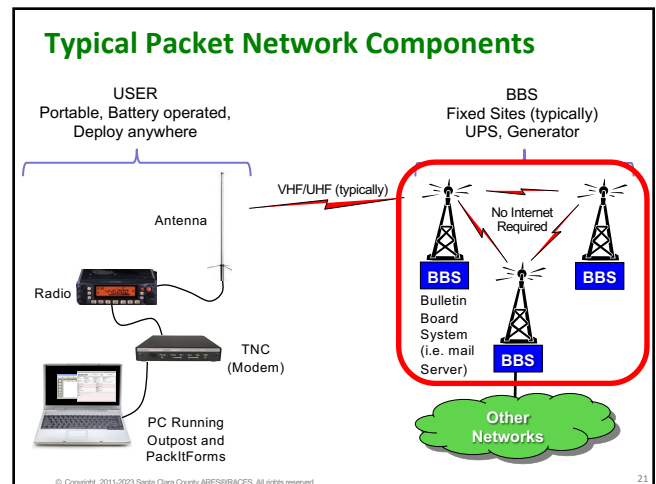 Typical Packet Network Components
USER
Portable, Battery operated,
Deploy anywhere
BBS
Fixed Sites (typically)
UPS, Generator
VHF/UHF (typically)
Antenna
No Internet
Required
Radio
BBS
BBS
Bulletin
Board
System
(i.e. mail
Server)
BBS
TNC
(Modem)
PC Running
Outpost and
PackItForms
Other
Networks
© Copyright 2011-2023 Santa Clara County ARES®/RACES. All rights reserved
21